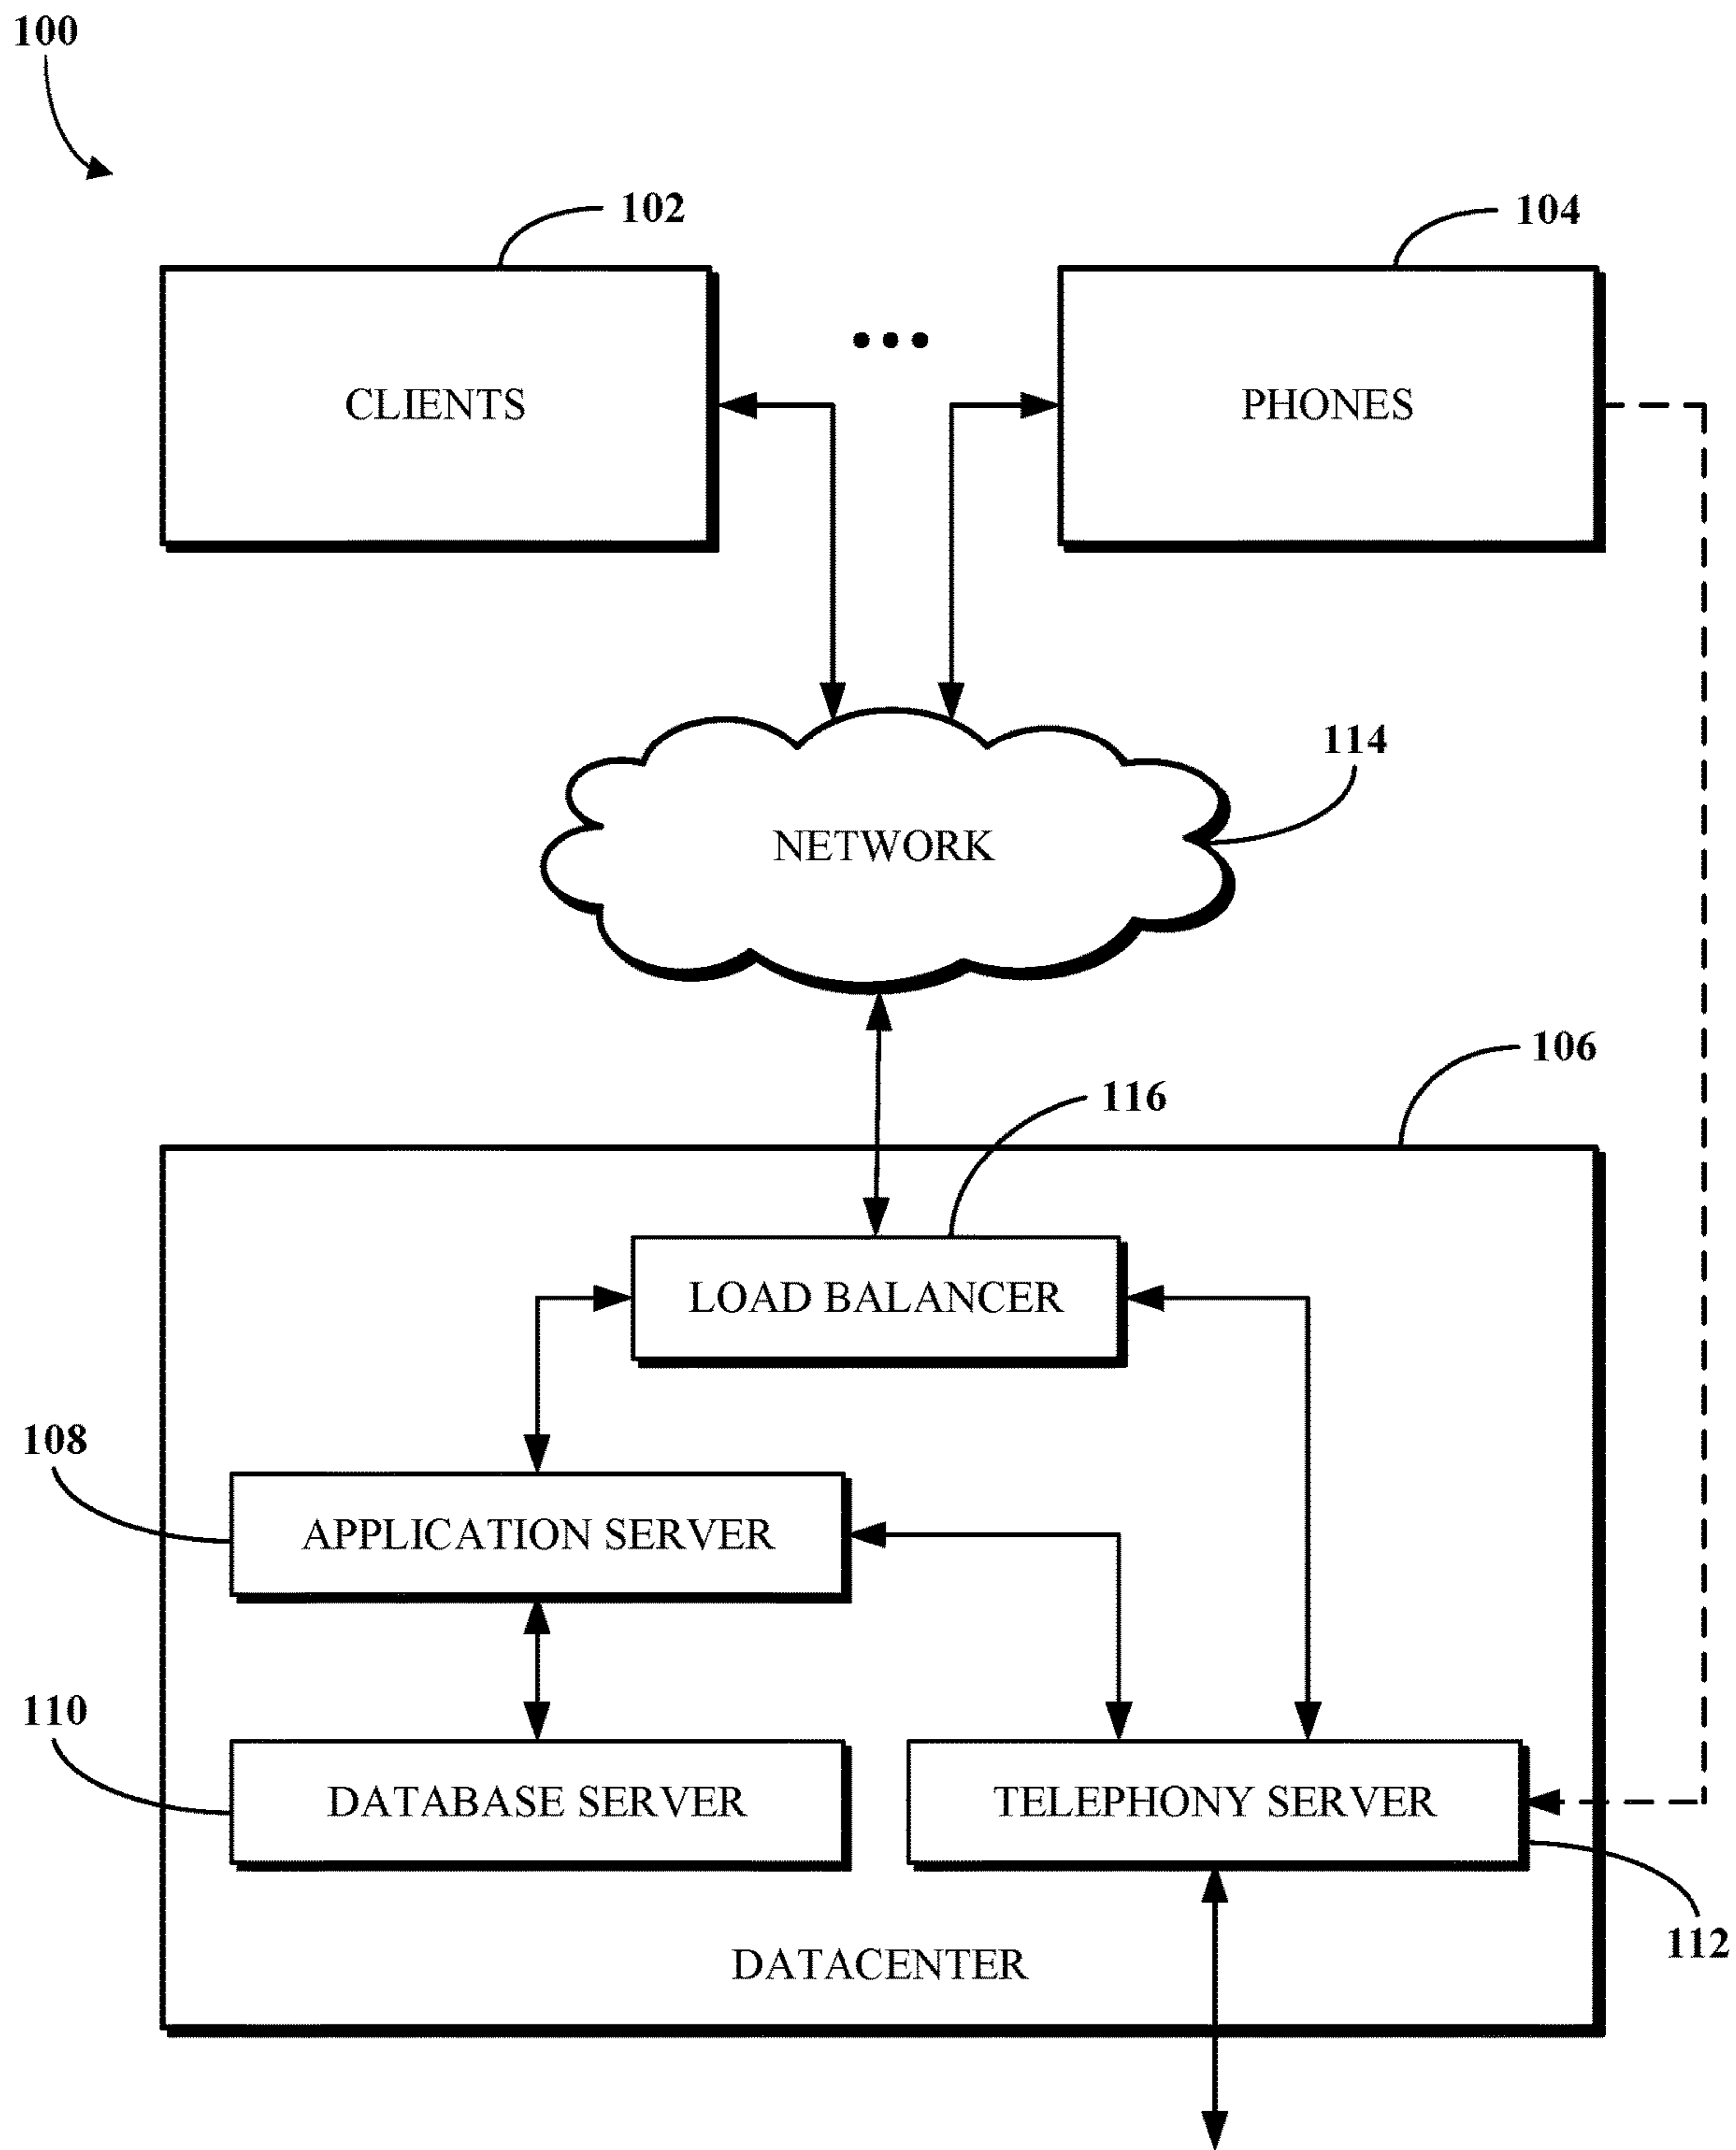 100
102
104
CLIENTS
PHONES
114
NETWORK
106
116
LOAD BALANCER
108
APPLICATION SERVER
110
DATABASE SERVER
TELEPHONY SERVER
112
DATACENTER